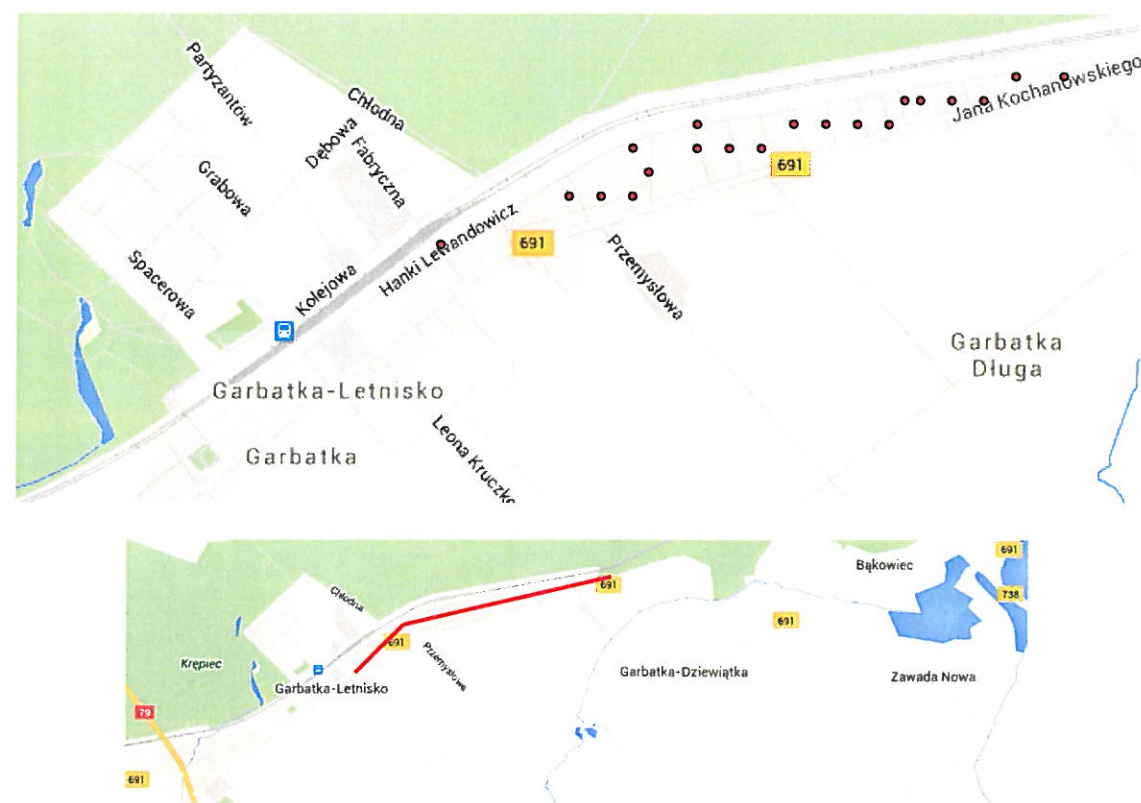 Partyzantów
Chłodna
Dębowa
Fabryczna
Grabowa
Spacerowa
Kolejowa
Hanki Lewandowicz
Jana Kochanowskiego
691
691
Przemysłowa
Garbatka
Długa
Garbatka-Letnisko
Garbatka
Leona Kruczko
691
Bąkowiec
738
Chłodna
691
691
691
Przemysłowa
Krępiec
Garbatka-Letnisko
Garbatka-Dziewiątka
Zawada Nowa
79
691